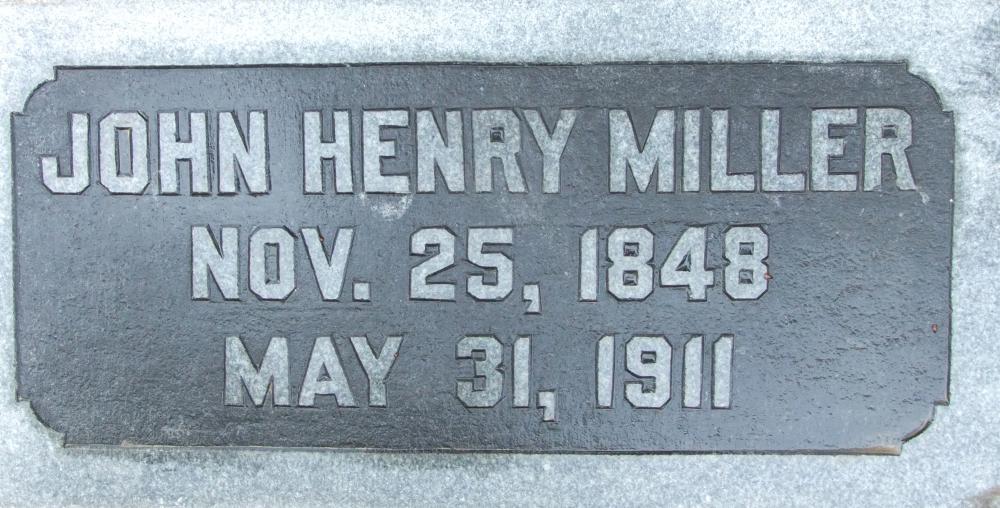 JOHN HENRY MILLER
NOV. 25, 1848
MAY 31, 1911